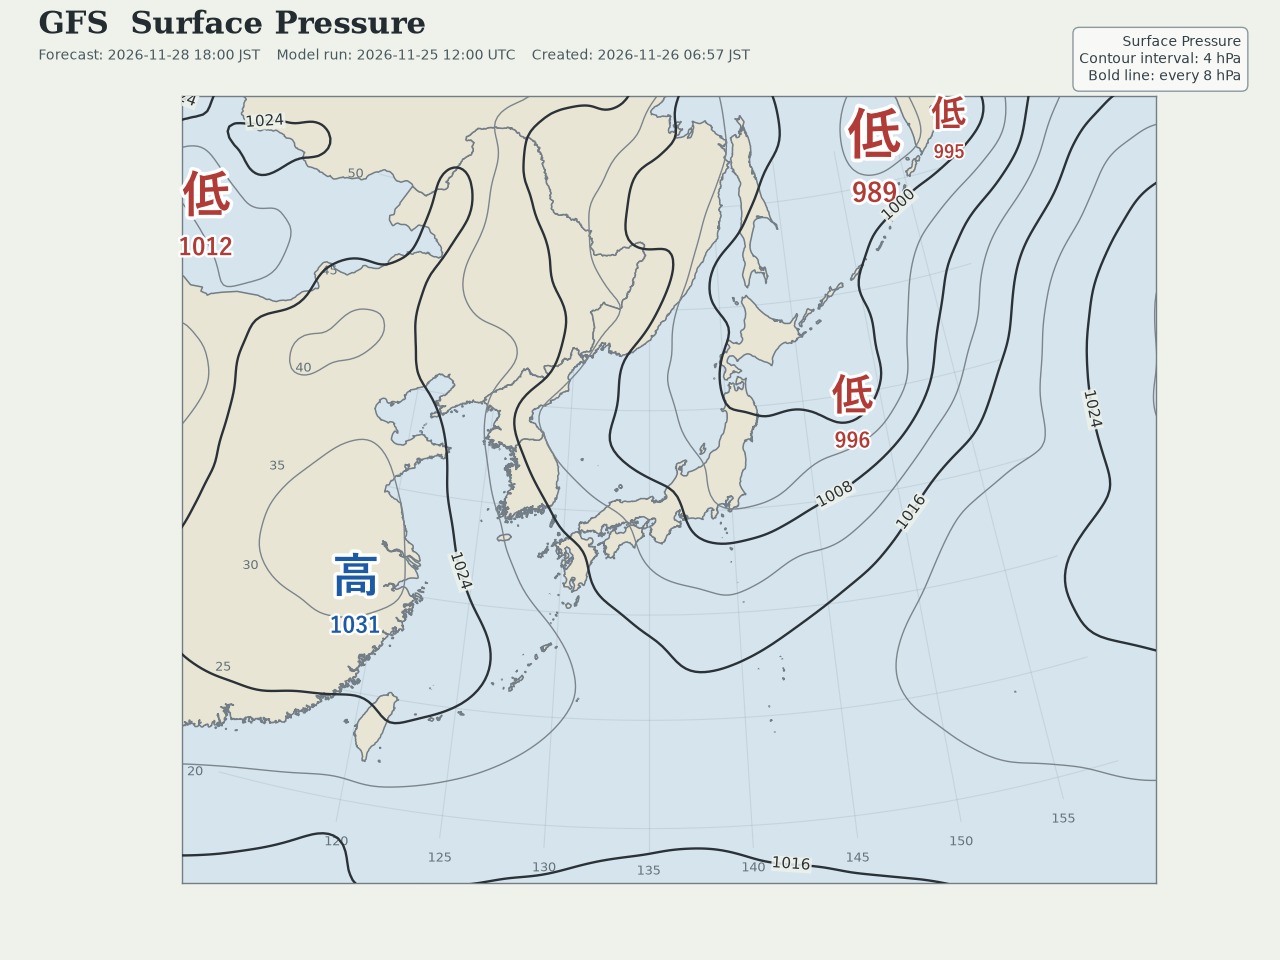 GFS  Surface Pressure
Forecast: 2026-11-28 18:00 JST    Model run: 2026-11-25 12:00 UTC    Created: 2026-11-26 06:57 JST
Surface Pressure
Contour interval: 4 hPa
Bold line: every 8 hPa
1024
低
989
低
995
50
低
1012
1000
45
40
低
996
1024
35
1008
1016
30
高
1031
1024
25
20
120
125
130
135
140
1016
145
150
155